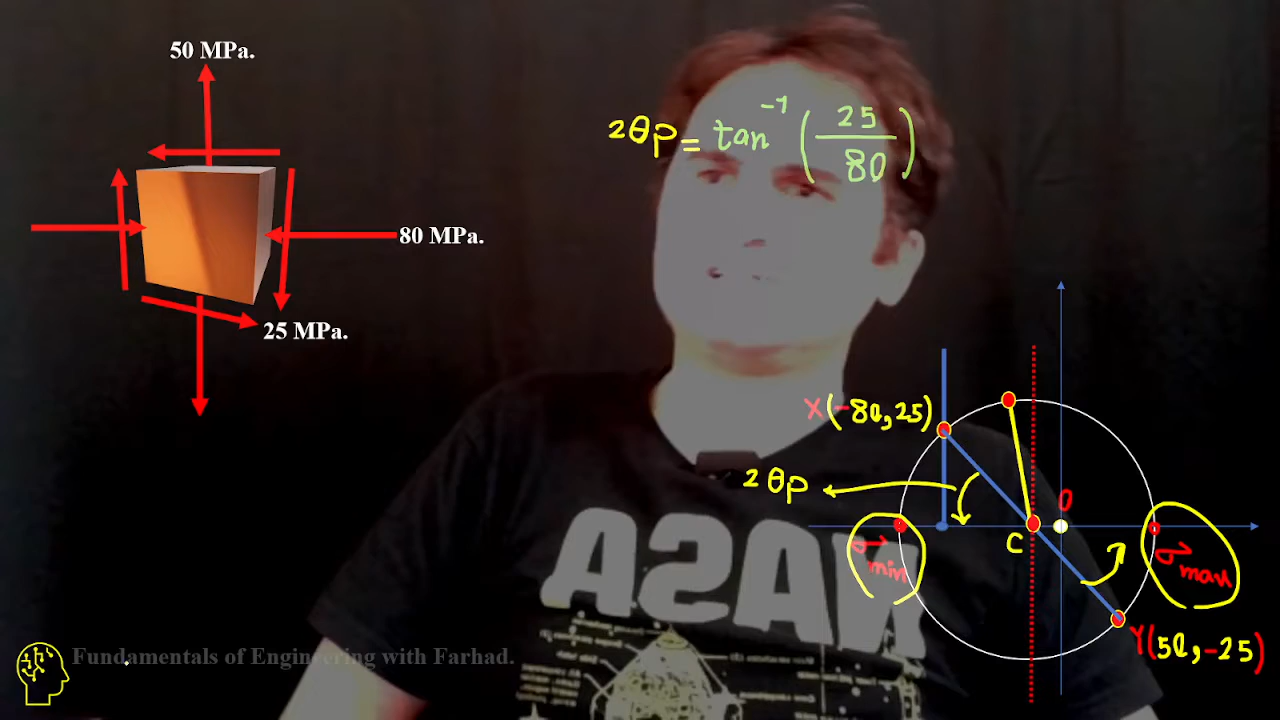 50 MPa.
80 MPa.
25 MPa.
2θp = tan⁻¹ (25/80)
X(-80,25)
2θp
O
C
σmin
σmax
Y(50,-25)
NASA
Fundamentals of Engineering with Farhad.